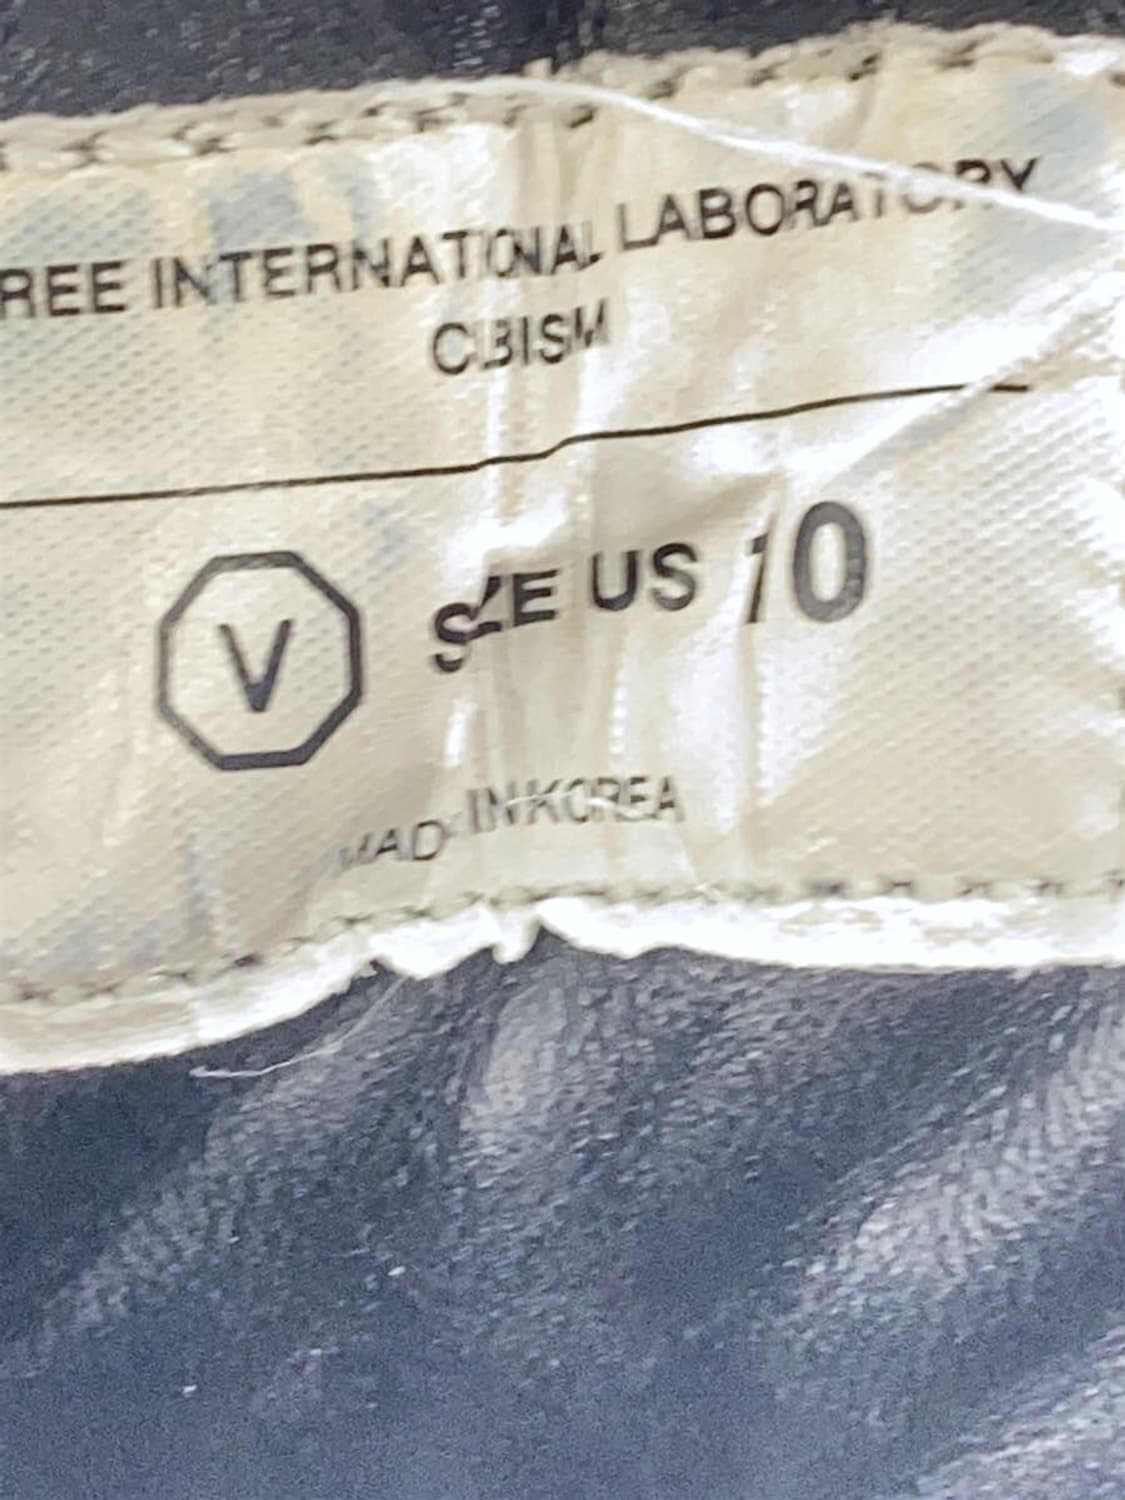 REE INTERNATIONAL LABORATORY
CUBISM
V SIZE US 10
MADE IN KOREA